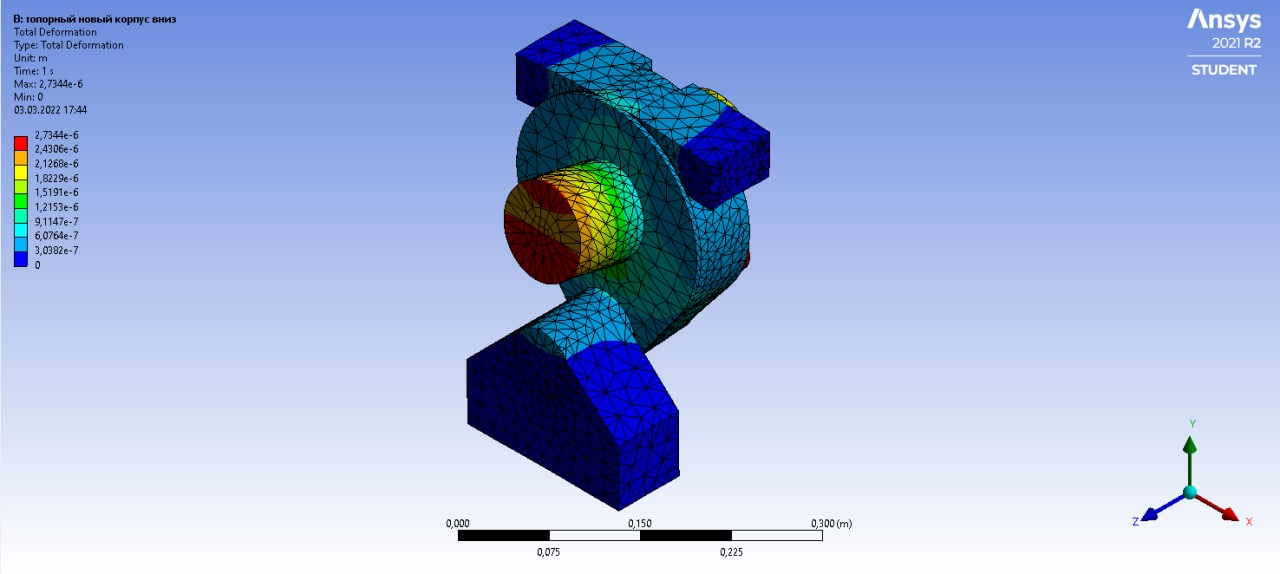 B: топорный новый корпус вниз
Total Deformation
Type: Total Deformation
Unit: m
Time: 1 s
Max: 2,7344e-6
Min: 0
03.03.2022 17:44
2,7344e-6
2,4306e-6
2,1268e-6
1,8229e-6
1,5191e-6
1,2153e-6
9,1147e-7
6,0764e-7
3,0382e-7
0
Ansys
2021 R2
STUDENT
0,000
0,150
0,300 (m)
0,075
0,225
Y
Z
X